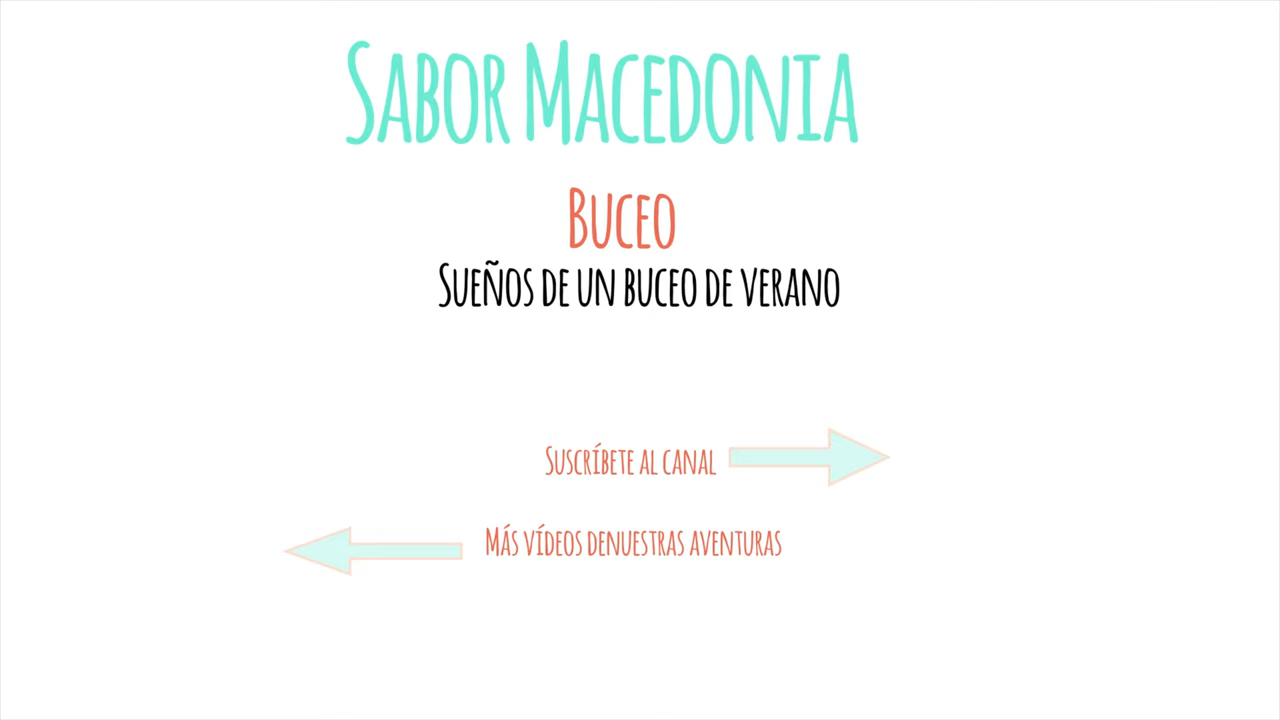 Sabor Macedonia
Buceo
Sueños de un buceo de verano
Suscríbete al canal
Más vídeos denuestras aventuras